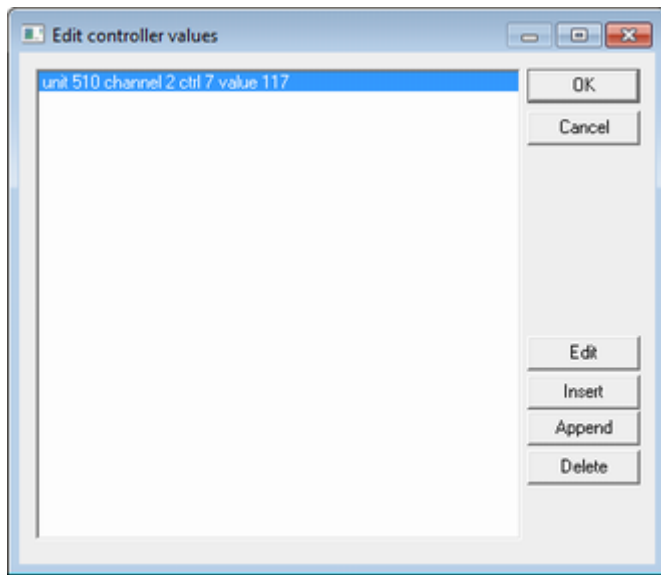 Edit controller values
unit 510 channel 2 ctrl 7 value 117
OK
Cancel
Edit
Insert
Append
Delete